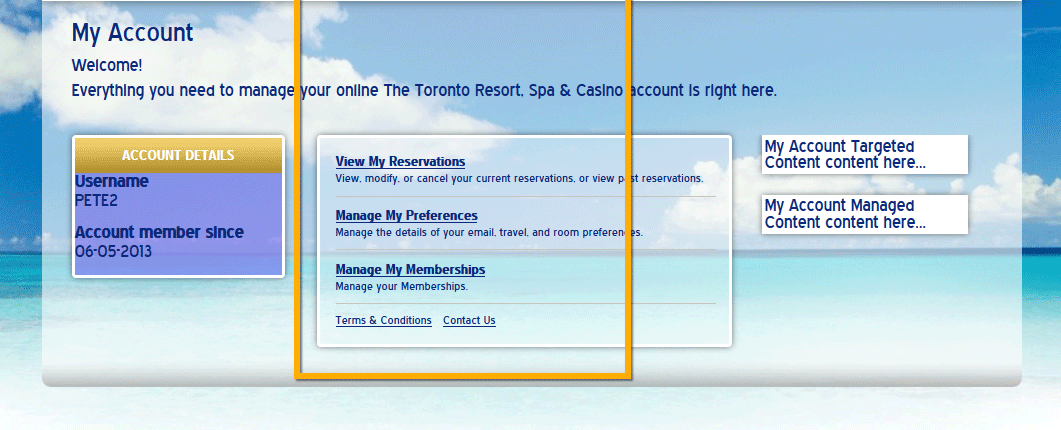 My Account
Welcome!
Everything you need to manage your online The Toronto Resort, Spa & Casino account is right here.
ACCOUNT DETAILS
Username
PETE2
Account member since
06-05-2013
View My Reservations
View, modify, or cancel your current reservations, or view past reservations.
Manage My Preferences
Manage the details of your email, travel, and room preferences.
Manage My Memberships
Manage your Memberships.
Terms & Conditions Contact Us
My Account Targeted
Content content here...
My Account Managed
Content content here...